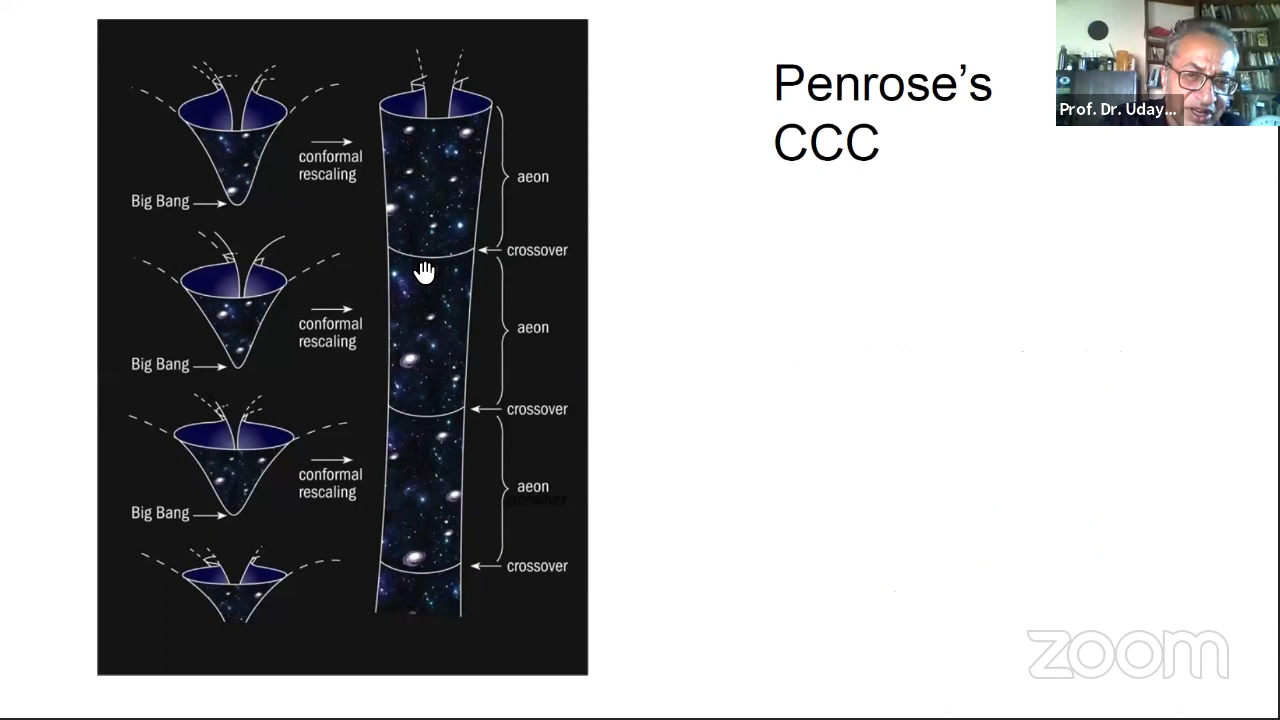 Penrose's
CCC
Prof. Dr. Uday...
conformal
rescaling
Big Bang
aeon
crossover
conformal
rescaling
Big Bang
aeon
crossover
conformal
rescaling
Big Bang
aeon
crossover
zoom